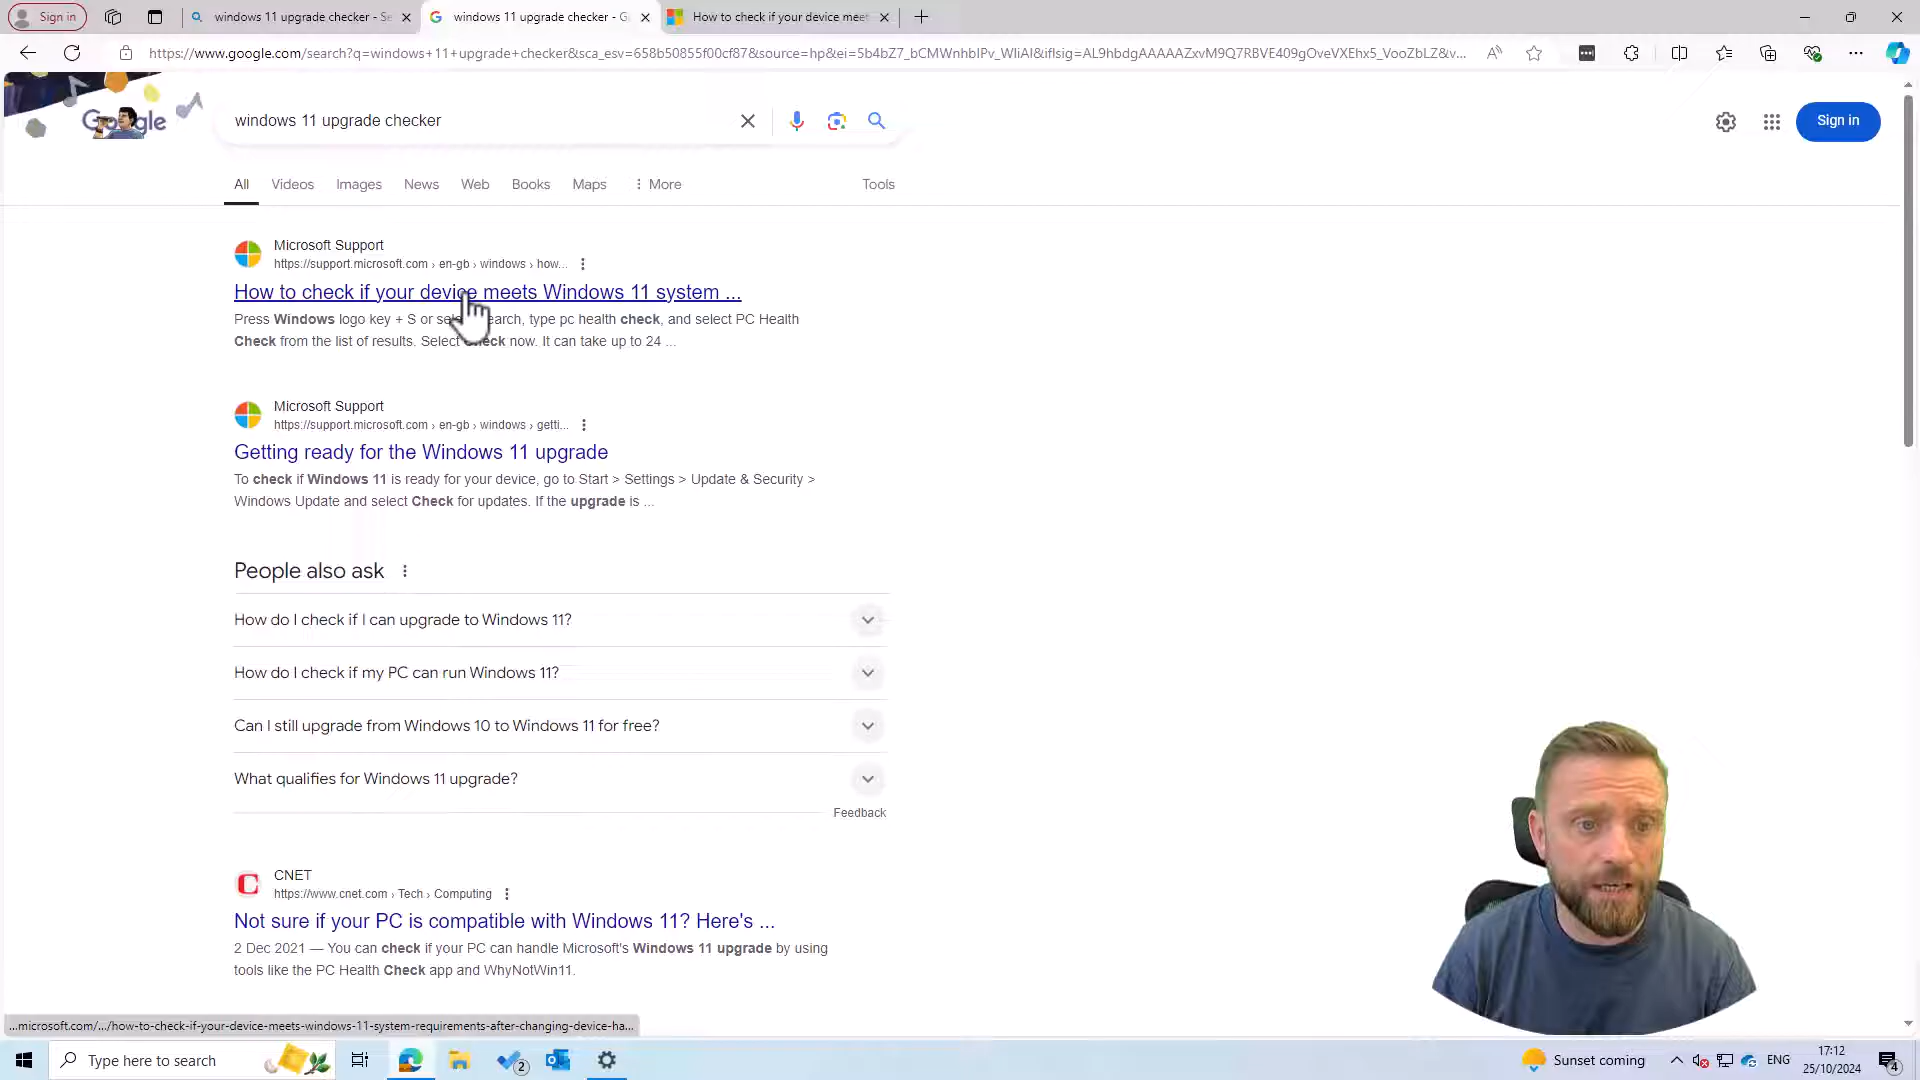 Sign in
windows 11 upgrade checker - Se
windows 11 upgrade checker - G
How to check if your device meet
https://www.google.com/search?q=windows+11+upgrade+checker&sca_esv=658b50855f00cf87&source=hp&ei=5b4bZ7_bCMWnhbIPv_WIiAI&iflsig=AL9hbdgAAAAAZxvM9Q7RBVE409gOveVXEhx5_VooZbLZ&v...
Google
windows 11 upgrade checker
Sign in
All Videos Images News Web Books Maps More Tools
Microsoft Support
https://support.microsoft.com › en-gb › windows › how...
How to check if your device meets Windows 11 system ...
Press Windows logo key + S or search, type pc health check, and select PC Health
Check from the list of results. Select Check now. It can take up to 24 ...
Microsoft Support
https://support.microsoft.com › en-gb › windows › getti...
Getting ready for the Windows 11 upgrade
To check if Windows 11 is ready for your device, go to Start > Settings > Update & Security >
Windows Update and select Check for updates. If the upgrade is ...
People also ask
How do I check if I can upgrade to Windows 11?
How do I check if my PC can run Windows 11?
Can I still upgrade from Windows 10 to Windows 11 for free?
What qualifies for Windows 11 upgrade?
Feedback
CNET
https://www.cnet.com › Tech › Computing
Not sure if your PC is compatible with Windows 11? Here's ...
2 Dec 2021 — You can check if your PC can handle Microsoft's Windows 11 upgrade by using
tools like the PC Health Check app and WhyNotWin11.
...microsoft.com/.../how-to-check-if-your-device-meets-windows-11-system-requirements-after-changing-device-ha...
Type here to search
2
Sunset coming
ENG
17:12
25/10/2024
4